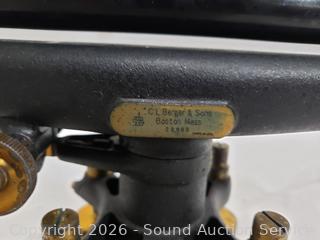 C.L. Berger & Sons
Boston Mass
Copyright 2026 - Sound Auction Service